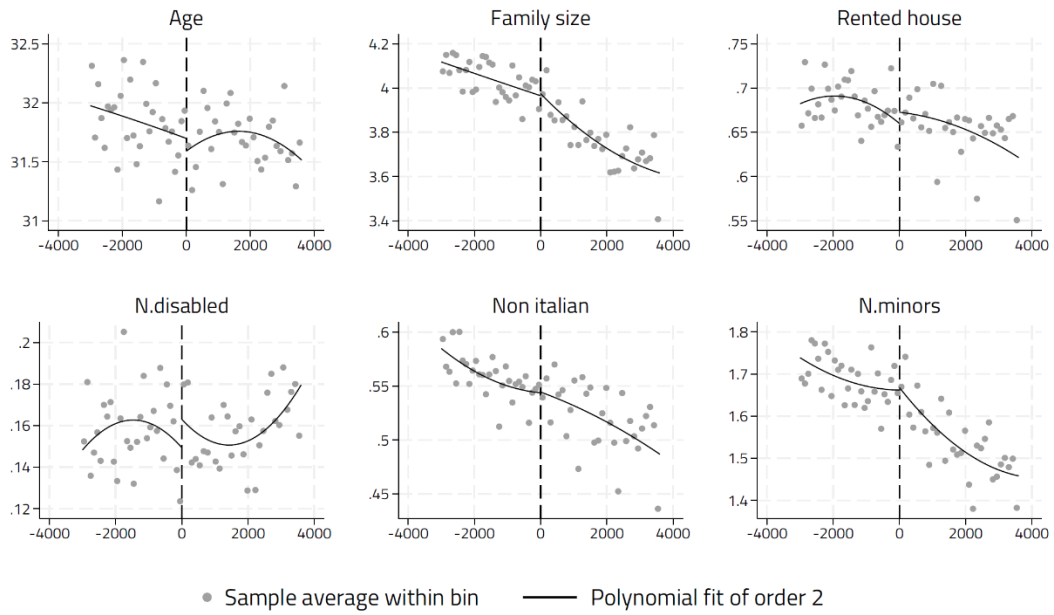 Age
32.5
32
31.5
31
-4000 -2000 0 2000 4000
Family size
4.2
4
3.8
3.6
3.4
-4000 -2000 0 2000 4000
Rented house
.75
.7
.65
.6
.55
-4000 -2000 0 2000 4000
N.disabled
.2
.18
.16
.14
.12
-4000 -2000 0 2000 4000
Non italian
.6
.55
.5
.45
-4000 -2000 0 2000 4000
N.minors
1.8
1.7
1.6
1.5
1.4
-4000 -2000 0 2000 4000
Sample average within bin
Polynomial fit of order 2